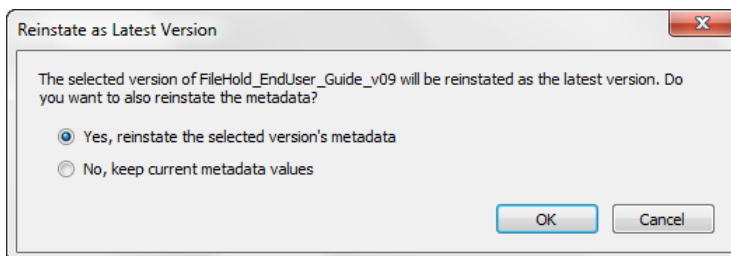 Reinstate as Latest Version
The selected version of FileHold_EndUser_Guide_v09 will be reinstated as the latest version. Do
you want to also reinstate the metadata?
Yes, reinstate the selected version's metadata
No, keep current metadata values
OK Cancel